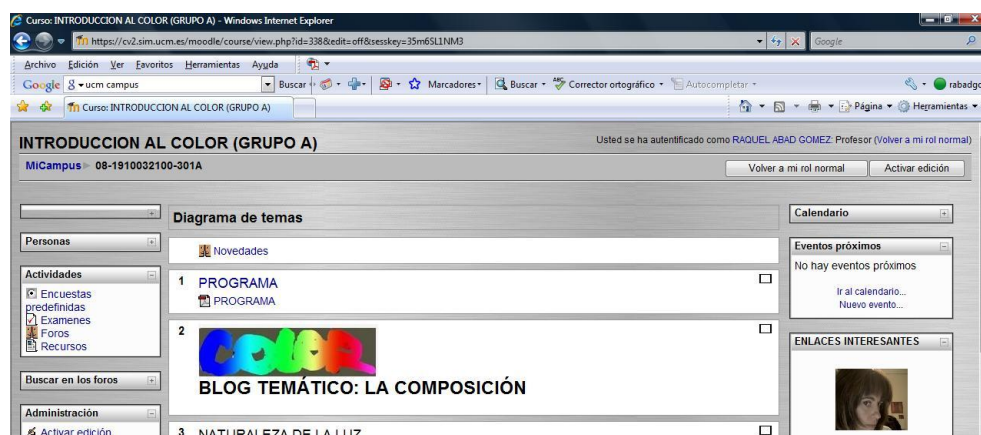 Curso: INTRODUCCION AL COLOR (GRUPO A) - Windows Internet Explorer
https://cv2.sim.ucm.es/moodle/course/view.php?id=338&edit=off&sesskey=35m6SL1NM3
Google
Archivo Edición Ver Favoritos Herramientas Ayuda
Google ucm campus Buscar Marcadores Buscar Corrector ortográfico Autocompletar rabadgo
Curso: INTRODUCCION AL COLOR (GRUPO A) Página Herramientas
INTRODUCCION AL COLOR (GRUPO A)
Usted se ha autentificado como RAQUEL ABAD GOMEZ: Profesor (Volver a mi rol normal)
MiCampus 08-1910032100-301A
Volver a mi rol normal Activar edición
Personas
Actividades
Encuestas
predefinidas
Examenes
Foros
Recursos
Buscar en los foros
Administración
Activar edición
Diagrama de temas
Novedades
1 PROGRAMA
PROGRAMA
2 COLOR
BLOG TEMÁTICO: LA COMPOSICIÓN
3 NATURALEZA DE LA LUZ
Calendario
Eventos próximos
No hay eventos próximos
Ir al calendario...
Nuevo evento...
ENLACES INTERESANTES